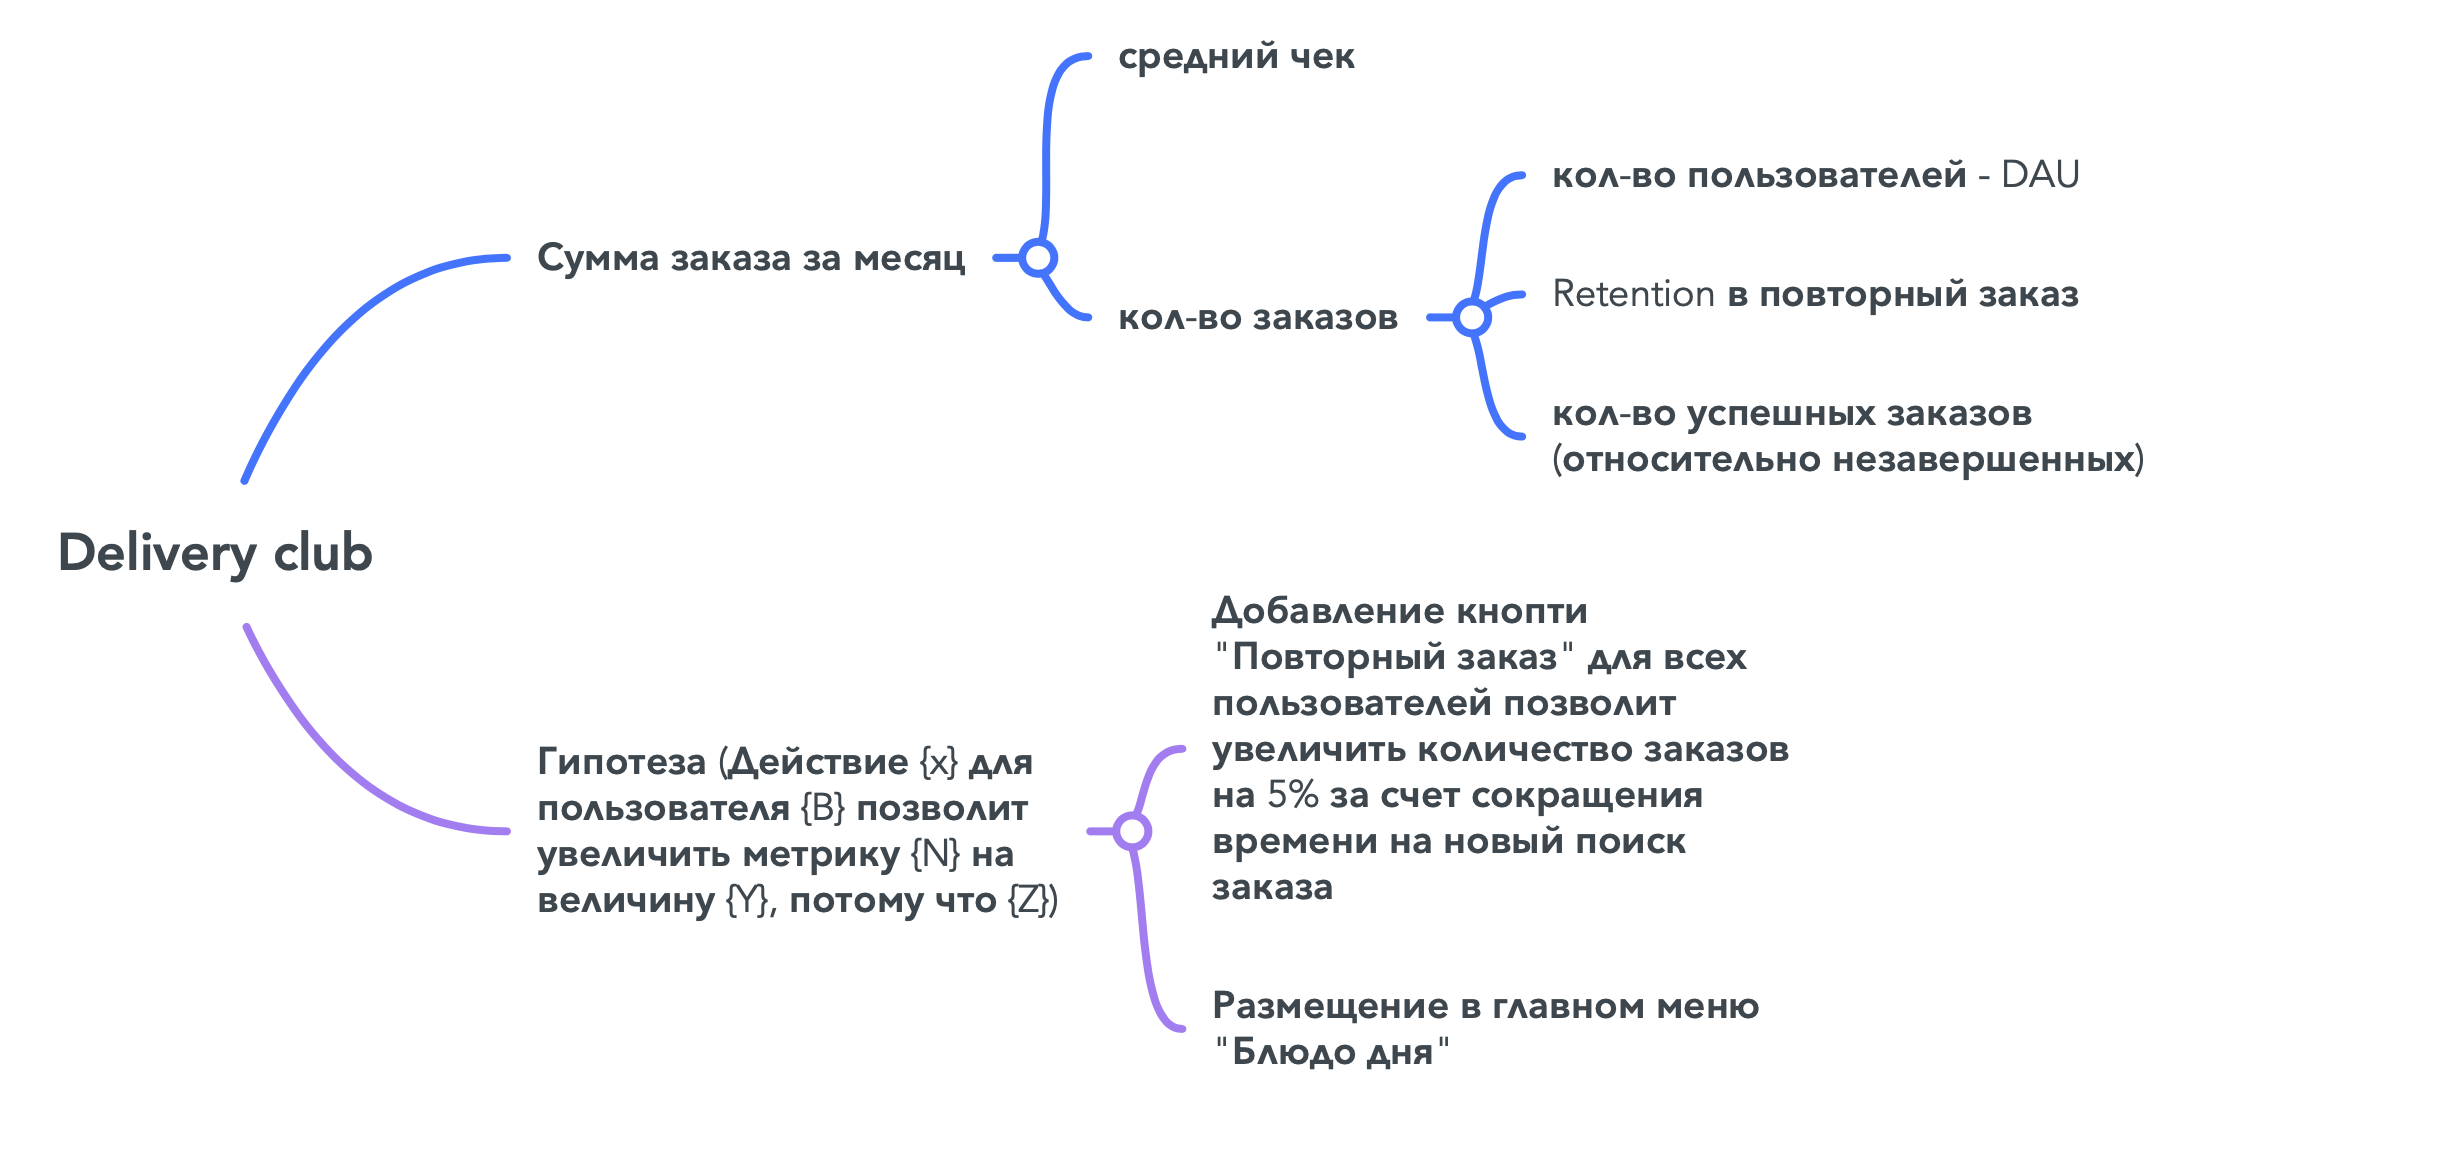 средний чек
кол-во пользователей - DAU
Сумма заказа за месяц
Retention в повторный заказ
кол-во заказов
кол-во успешных заказов
(относительно незавершенных)
Delivery club
Добавление кнопти
"Повторный заказ" для всех
пользователей позволит
увеличить количество заказов
на 5% за счет сокращения
времени на новый поиск
заказа
Гипотеза (Действие {x} для
пользователя {B} позволит
увеличить метрику {N} на
величину {Y}, потому что {Z})
Размещение в главном меню
"Блюдо дня"